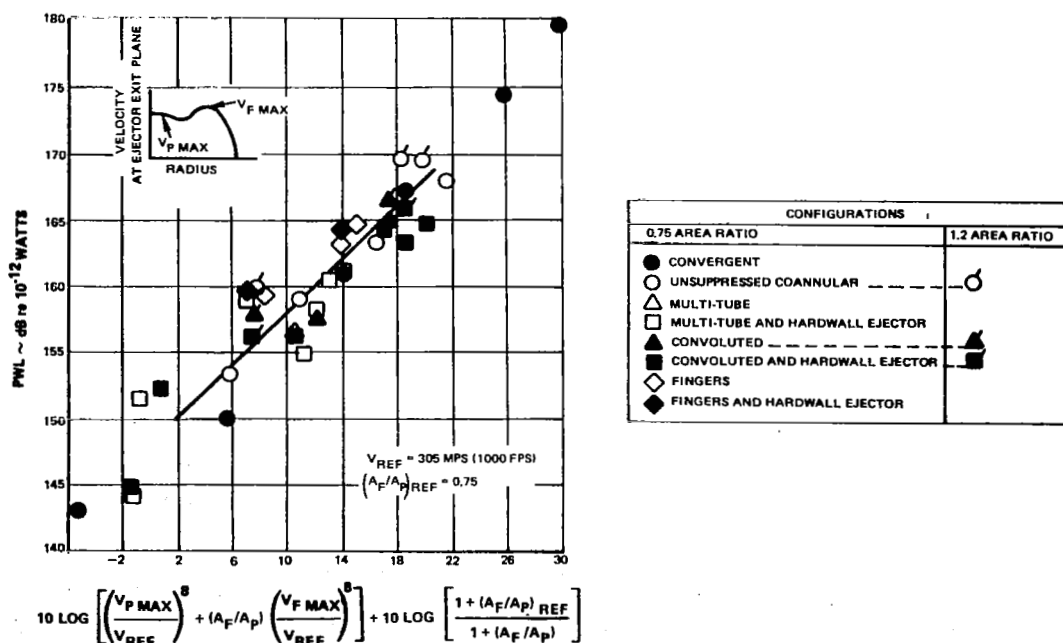 180
175
170
165
160
155
150
145
140
PWL ~ dB re 10⁻¹² WATTS
VELOCITY
AT EJECTOR EXIT PLANE
V_F MAX
V_P MAX
RADIUS
V_REF = 305 MPS (1000 FPS)
(A_F/A_P)_REF = 0.75
-2 2 6 10 14 18 22 26 30
10 LOG [(V_P MAX/V_REF)⁸ + (A_F/A_P) (V_F MAX/V_REF)⁸] + 10 LOG [1 + (A_F/A_P)_REF / 1 + (A_F/A_P)]
CONFIGURATIONS
0.75 AREA RATIO 1.2 AREA RATIO
CONVERGENT
UNSUPPRESSED COANNULAR
MULTI-TUBE
MULTI-TUBE AND HARDWALL EJECTOR
CONVOLUTED
CONVOLUTED AND HARDWALL EJECTOR
FINGERS
FINGERS AND HARDWALL EJECTOR